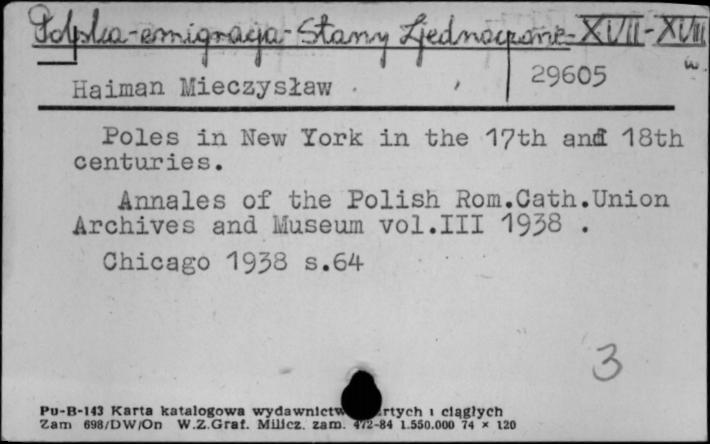 Polska-emigracja-Stany Zjednoczone-XVII-XVIII
w.
Haiman Mieczysław
29605
Poles in New York in the 17th and 18th
centuries.
Annales of the Polish Rom.Cath.Union
Archives and Museum vol.III 1938 .
Chicago 1938 s.64
3
Pu-B-143 Karta katalogowa wydawnictw i ciągłych
Zam 698/DW/On W.Z.Graf. Milicz. zam. 472-84 1.550.000 74 × 120